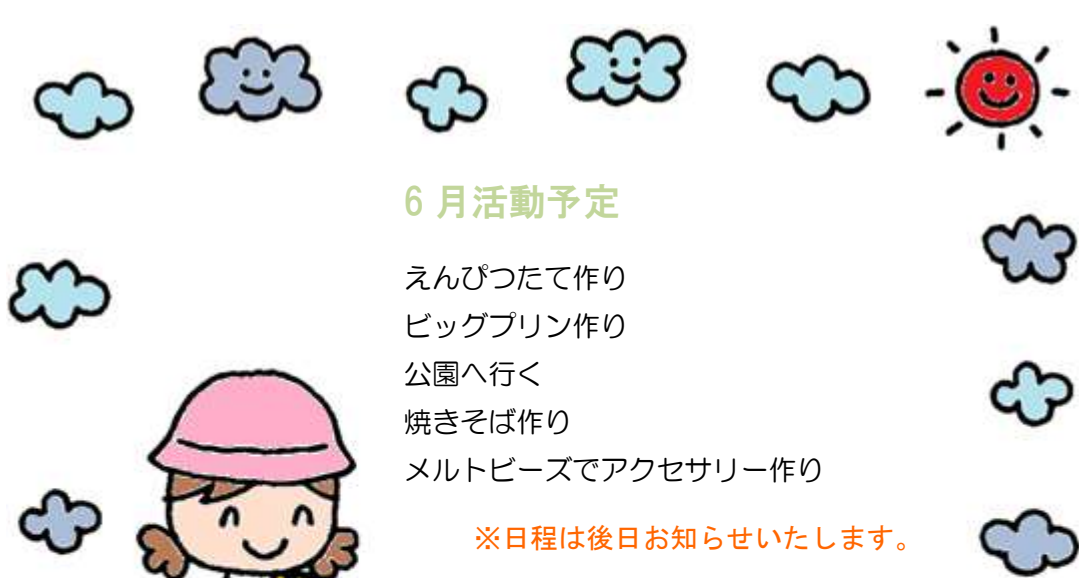 6月活動予定
えんぴつたて作り
ビッグプリン作り
公園へ行く
焼きそば作り
メルトビーズでアクセサリー作り
※日程は後日お知らせいたします。